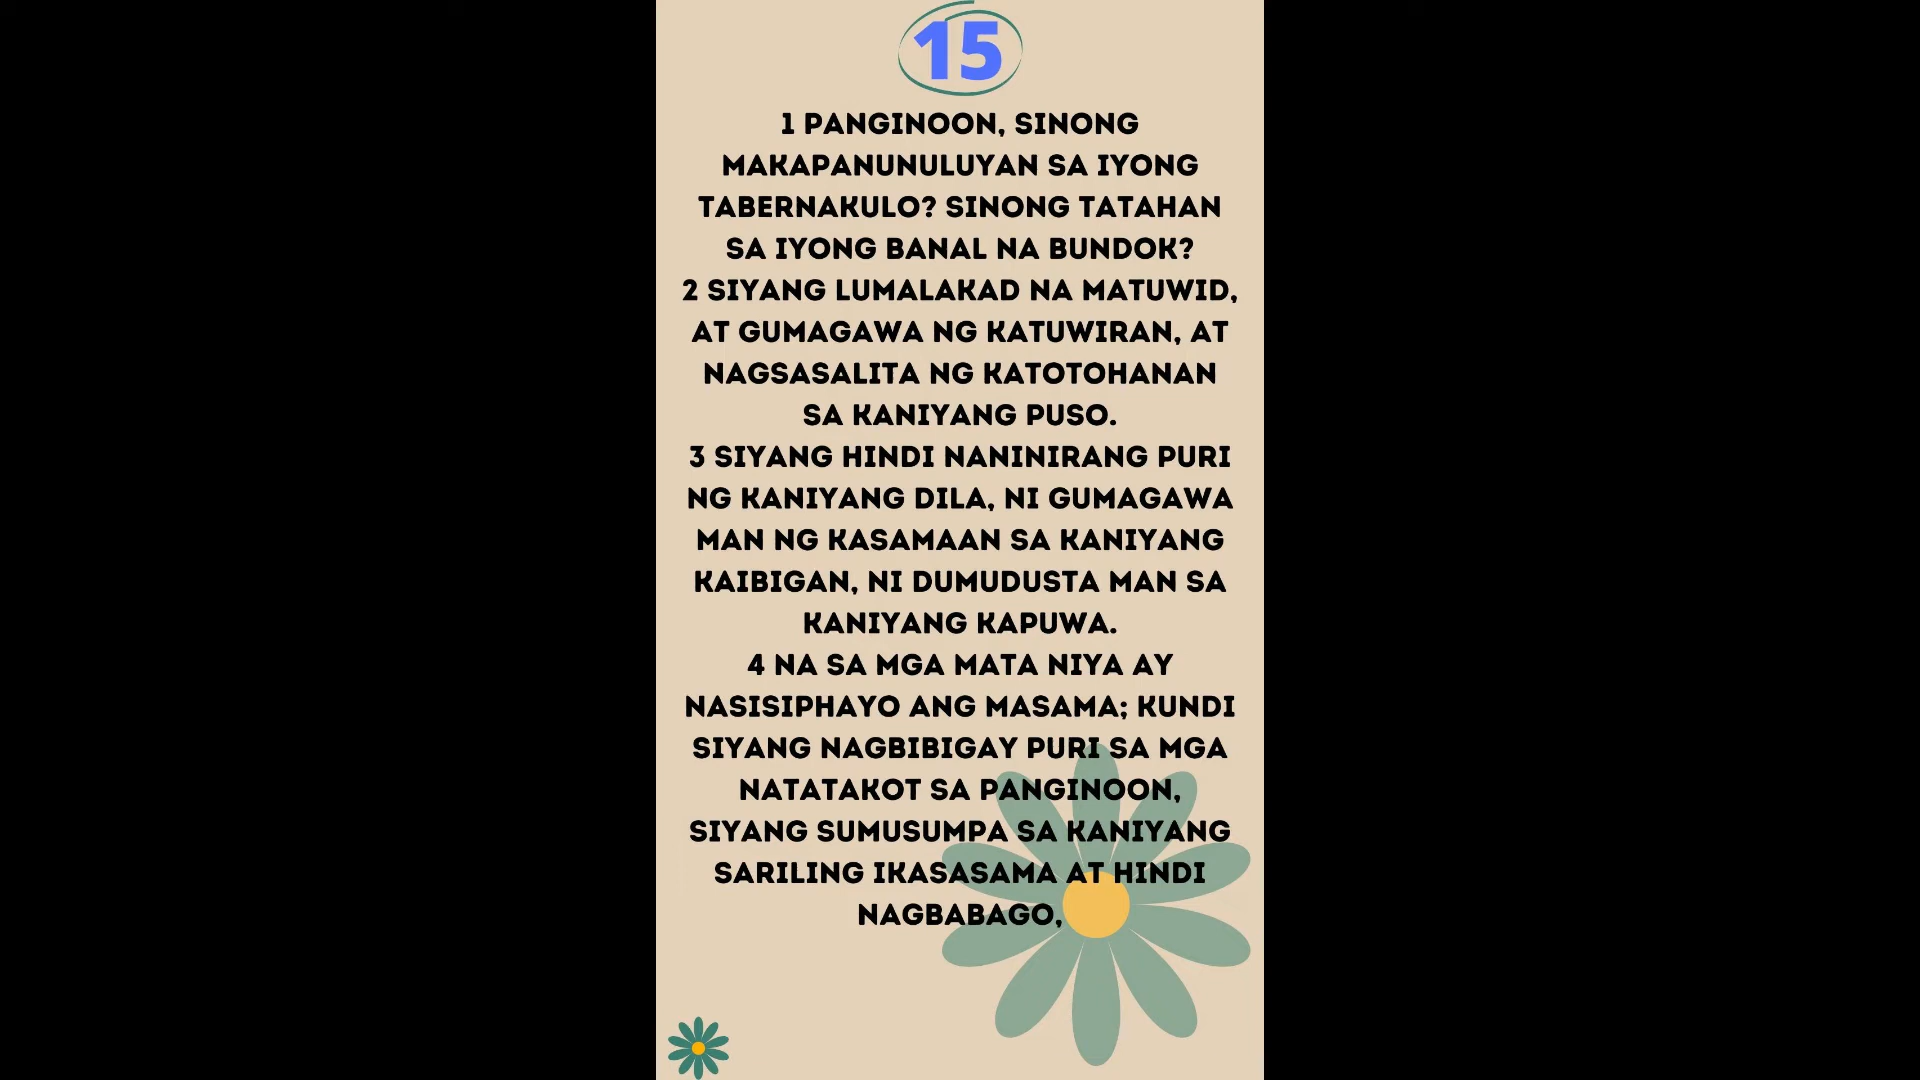 15
1 PANGINOON, SINONG
MAKAPANUNULUYAN SA IYONG
TABERNAKULO? SINONG TATAHAN
SA IYONG BANAL NA BUNDOK?
2 SIYANG LUMALAKAD NA MATUWID,
AT GUMAGAWA NG KATUWIRAN, AT
NAGSASALITA NG KATOTOHANAN
SA KANIYANG PUSO.
3 SIYANG HINDI NANINIRANG PURI
NG KANIYANG DILA, NI GUMAGAWA
MAN NG KASAMAAN SA KANIYANG
KAIBIGAN, NI DUMUDUSTA MAN SA
KANIYANG KAPUWA.
4 NA SA MGA MATA NIYA AY
NASISIPHAYO ANG MASAMA; KUNDI
SIYANG NAGBIBIGAY PURI SA MGA
NATATAKOT SA PANGINOON,
SIYANG SUMUSUMPA SA KANIYANG
SARILING IKASASAMA AT HINDI
NAGBABAGO,